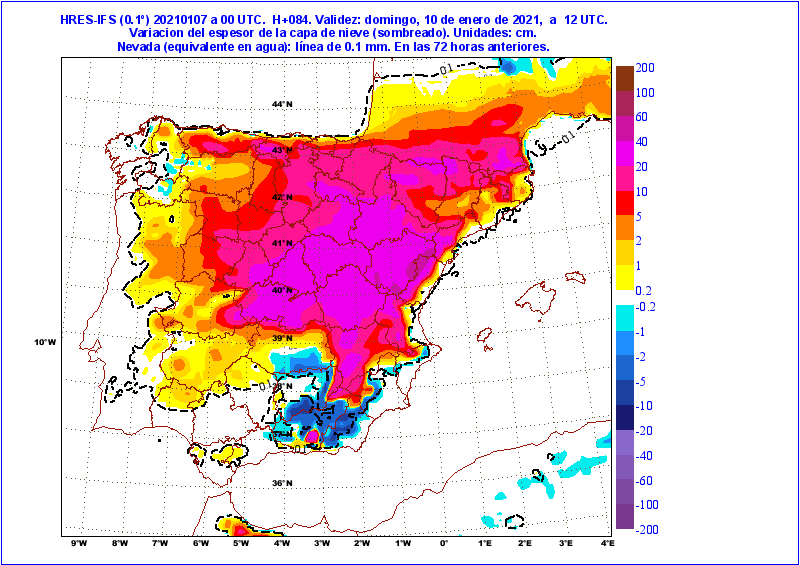 HRES-IFS (0.1°) 20210107 a 00 UTC. H+084. Validez: domingo, 10 de enero de 2021, a 12 UTC.
Variacion del espesor de la capa de nieve (sombreado). Unidades: cm.
Nevada (equivalente en agua): línea de 0.1 mm. En las 72 horas anteriores.
0.1
44°N
0.1
43°N
42°N
41°N
40°N
39°N
10°W
0.1
38°N
0.1
36°N
9°W
8°W
7°W
6°W
5°W
4°W
3°W
2°W
1°W
0°
1°E
2°E
3°E
4°E
200
100
60
40
20
10
5
2
1
0.2
-0.2
-1
-2
-5
-10
-20
-40
-60
-100
-200